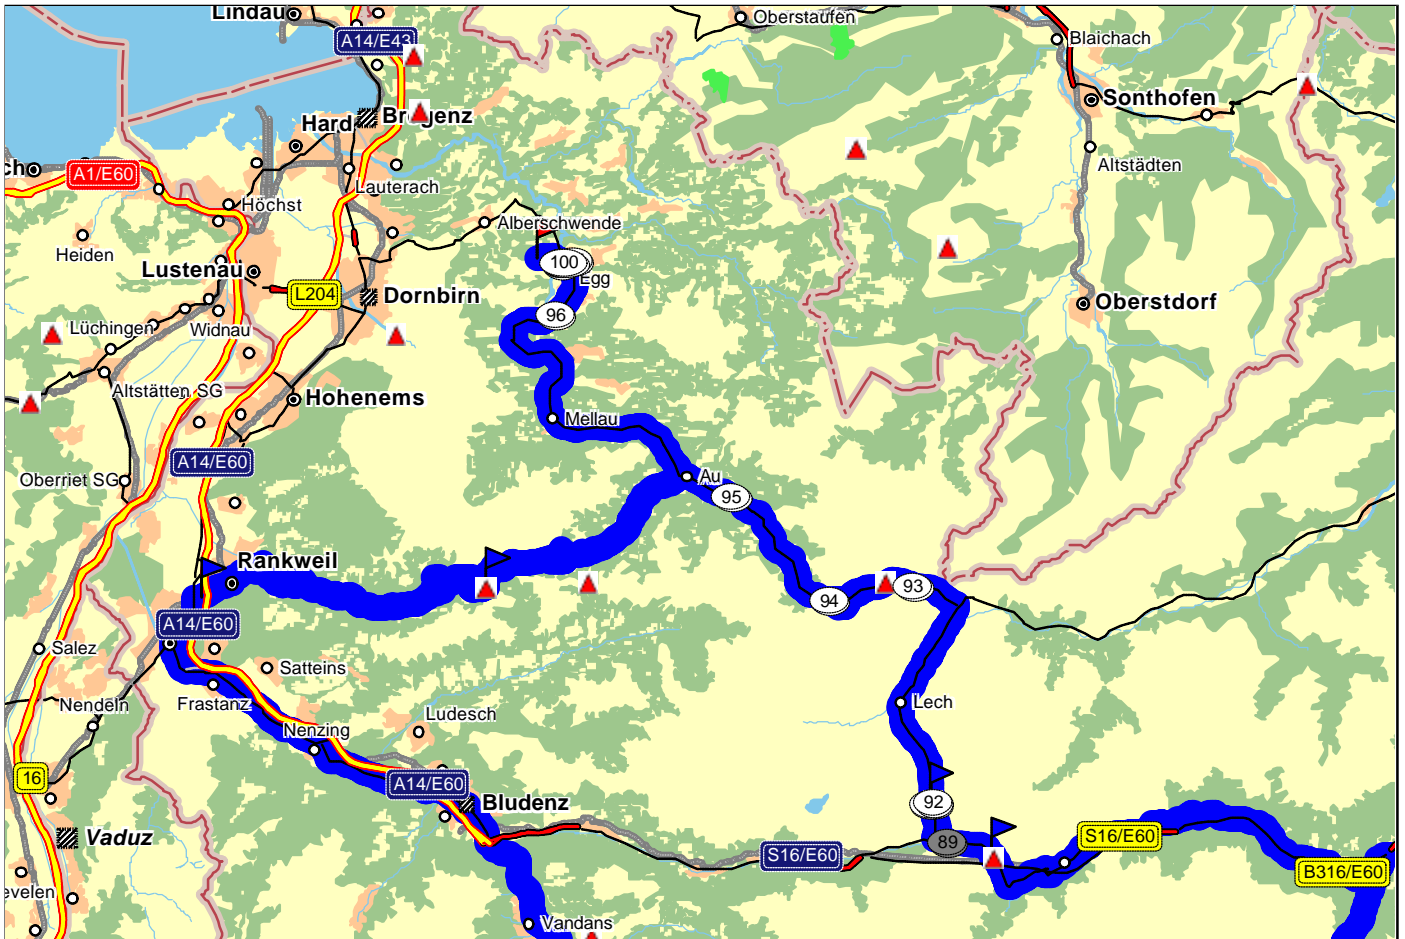 Lindau
Oberstaufen
A14/E43
Blaichach
Sonthofen
Hard
Bregenz
ch
A1/E60
Altstädten
Lauterach
Höchst
Alberschwende
Heiden
Lustenau
100
Egg
L204
Dornbirn
Oberstdorf
96
Lüchingen
Widnau
Altstätten SG
Hohenems
Mellau
A14/E60
Oberriet SG
Au
95
Rankweil
93
94
A14/E60
Salez
Satteins
Frastanz
Lech
Nendeln
Ludesch
Nenzing
16
A14/E60
Bludenz
92
Vaduz
S16/E60
89
S16/E60
B316/E60
evelen
Vandans